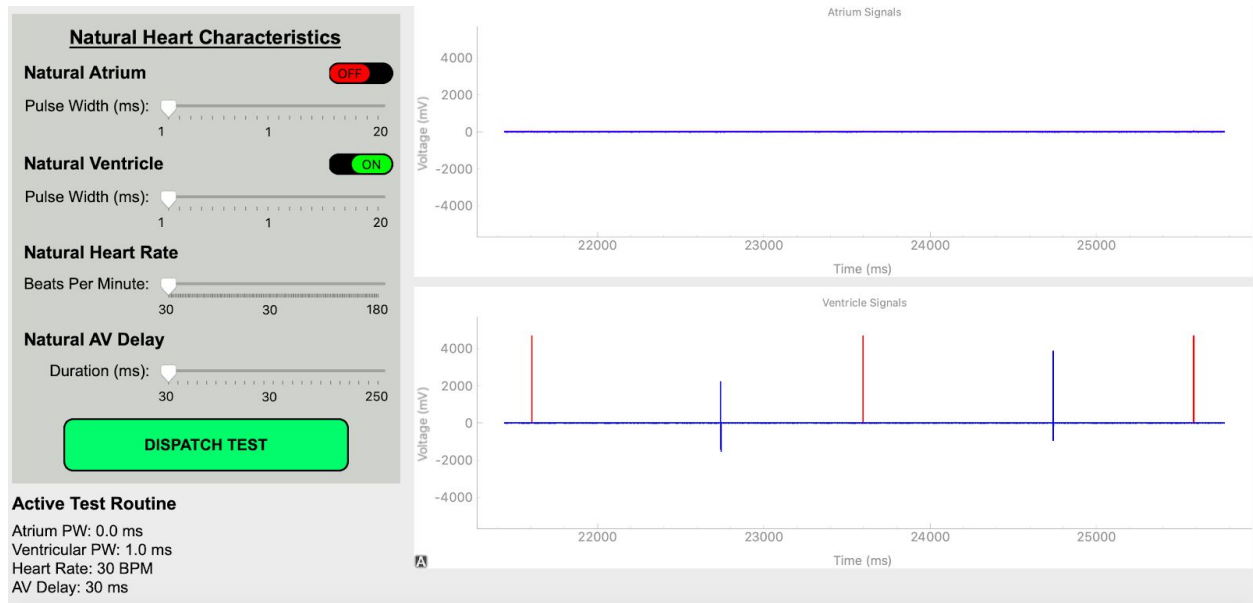 Natural Heart Characteristics
Natural Atrium OFF
Pulse Width (ms):
1 1 20
Natural Ventricle ON
Pulse Width (ms):
1 1 20
Natural Heart Rate
Beats Per Minute:
30 30 180
Natural AV Delay
Duration (ms):
30 30 250
DISPATCH TEST
Active Test Routine
Atrium PW: 0.0 ms
Ventricular PW: 1.0 ms
Heart Rate: 30 BPM
AV Delay: 30 ms
Atrium Signals
Voltage (mV)
4000
2000
0
-2000
-4000
22000 23000 24000 25000
Time (ms)
Ventricle Signals
Voltage (mV)
4000
2000
0
-2000
-4000
22000 23000 24000 25000
A Time (ms)